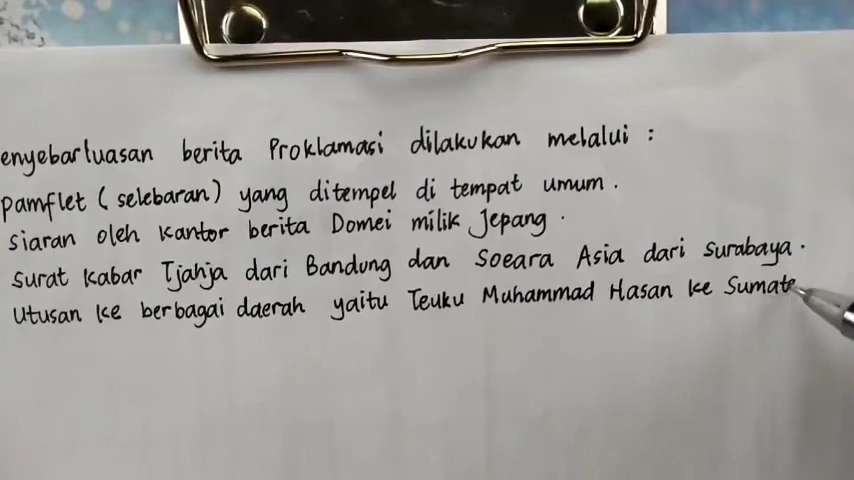 enyebarluasan berita Proklamasi dilakukan melalui :
pamflet ( selebaran ) yang ditempel di tempat umum .
siaran oleh kantor berita Domei milik Jepang .
surat kabar Tjahja dari Bandung dan Soeara Asia dari Surabaya .
Utusan ke berbagai daerah yaitu Teuku Muhammad Hasan ke Sumate